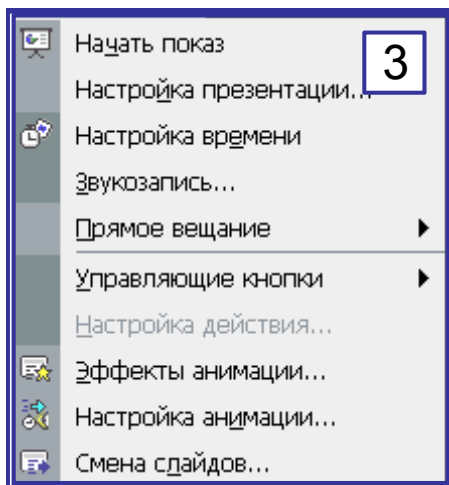 Начать показ
3
Настройка презентации...
Настройка времени
Звукозапись...
Прямое вещание
Управляющие кнопки
Настройка действия...
Эффекты анимации...
Настройка анимации...
Смена слайдов...